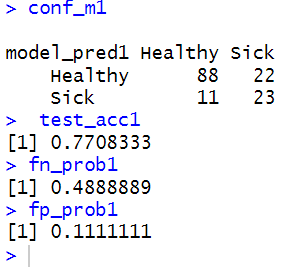 > conf_m1
model_pred1 Healthy Sick
Healthy 88 22
Sick 11 23
> test_acc1
[1] 0.7708333
> fn_prob1
[1] 0.4888889
> fp_prob1
[1] 0.1111111
>